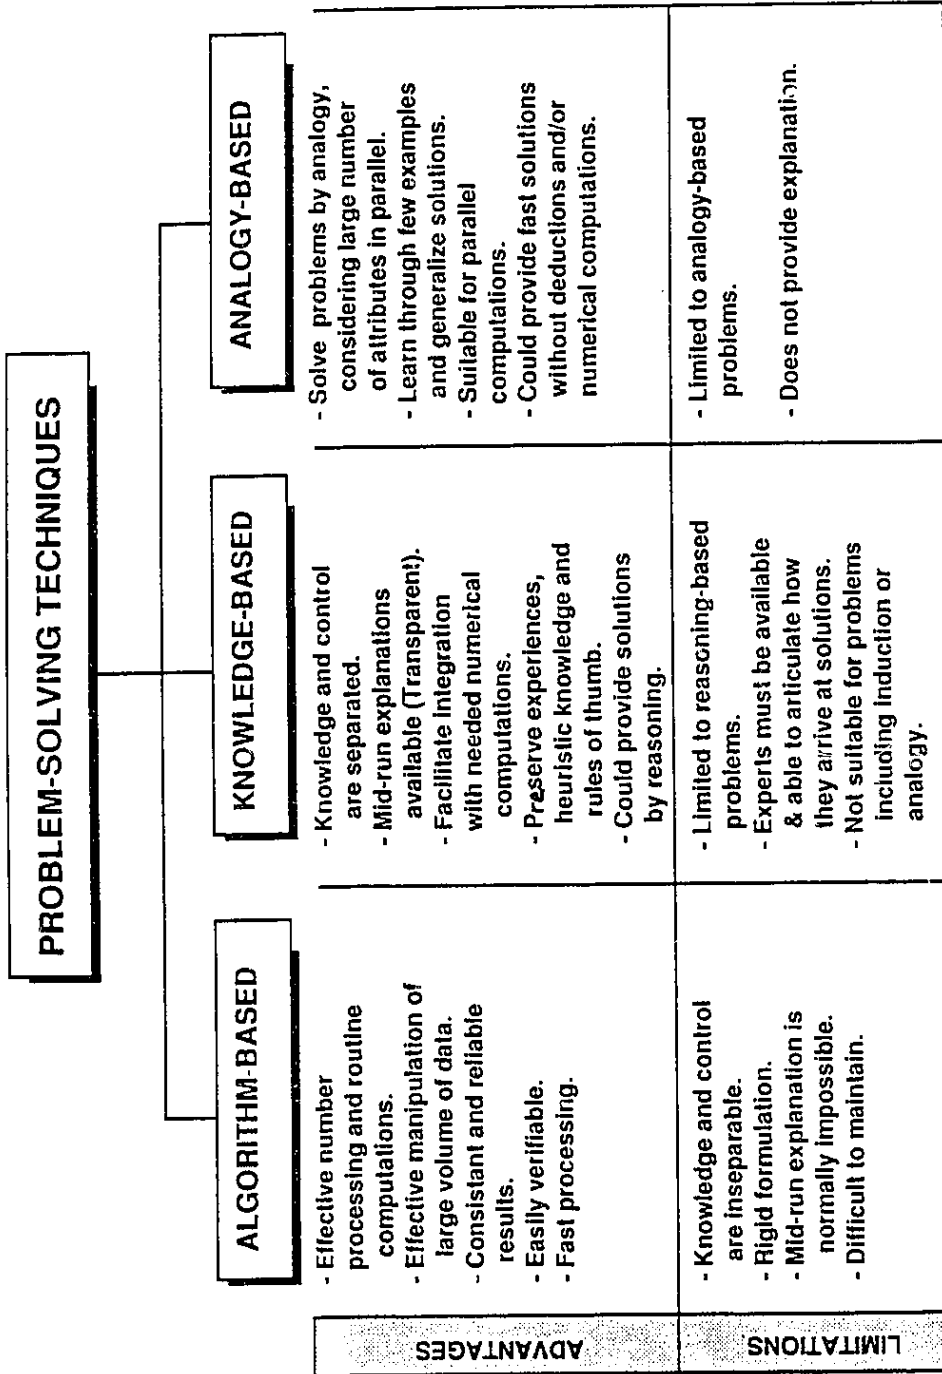 PROBLEM-SOLVING TECHNIQUES
ALGORITHM-BASED
KNOWLEDGE-BASED
ANALOGY-BASED
ADVANTAGES
- Effective number
processing and routine
computations.
- Effective manipulation of
large volume of data.
- Consistant and reliable
results.
- Easily verifiable.
- Fast processing.
- Knowledge and control
are separated.
- Mid-run explanations
available (Transparent).
- Facilitate integration
with needed numerical
computations.
- Preserve experiences,
heuristic knowledge and
rules of thumb.
- Could provide solutions
by reasoning.
- Solve problems by analogy,
considering large number
of attributes in parallel.
- Learn through few examples
and generalize solutions.
- Suitable for parallel
computations.
- Could provide fast solutions
without deductions and/or
numerical computations.
LIMITATIONS
- Knowledge and control
are inseparable.
- Rigid formulation.
- Mid-run explanation is
normally impossible.
- Difficult to maintain.
- Limited to reasoning-based
problems.
- Experts must be available
& able to articulate how
they arrive at solutions.
- Not suitable for problems
including induction or
analogy.
- Limited to analogy-based
problems.
- Does not provide explanation.